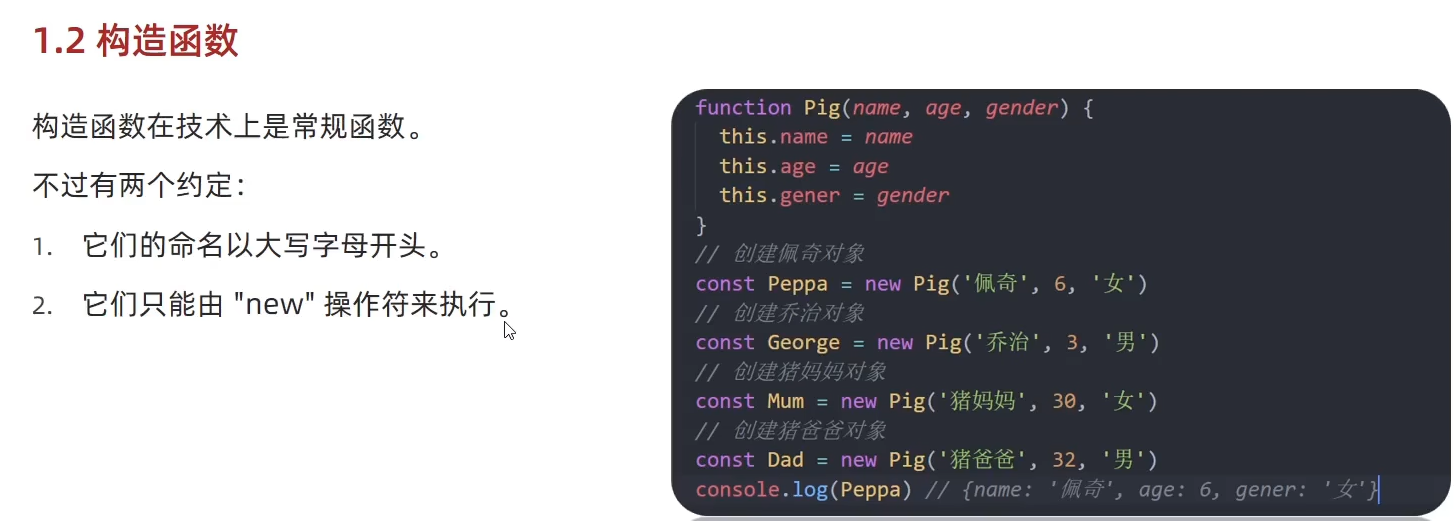 1.2 构造函数
构造函数在技术上是常规函数。
不过有两个约定：
1. 它们的命名以大写字母开头。
2. 它们只能由 "new" 操作符来执行。
function Pig(name, age, gender) {
  this.name = name
  this.age = age
  this.gener = gender
}
// 创建佩奇对象
const Peppa = new Pig('佩奇', 6, '女')
// 创建乔治对象
const George = new Pig('乔治', 3, '男')
// 创建猪妈妈对象
const Mum = new Pig('猪妈妈', 30, '女')
// 创建猪爸爸对象
const Dad = new Pig('猪爸爸', 32, '男')
console.log(Peppa) // {name: '佩奇', age: 6, gener: '女'}